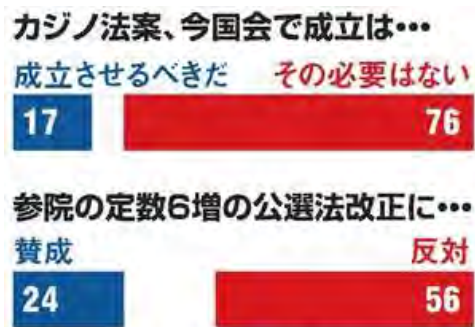 カジノ法案、今国会で成立は…
成立させるべきだ その必要はない
17 76
参院の定数6増の公選法改正に…
賛成 反対
24 56